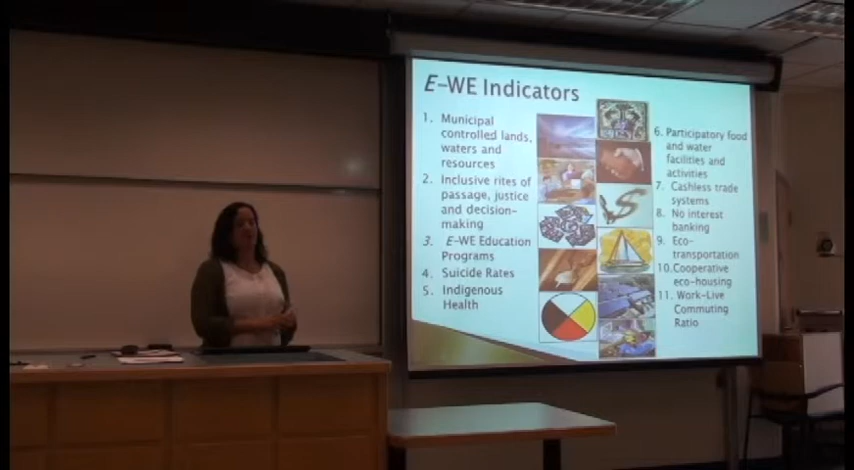 E-WE Indicators
1. Municipal
controlled lands,
waters and
resources
2. Inclusive rites of
passage, justice
and decision-
making
3. E-WE Education
Programs
4. Suicide Rates
5. Indigenous
Health
6. Participatory food
and water
facilities and
activities
7. Cashless trade
systems
8. No interest
banking
9. Eco-
transportation
10. Cooperative
eco-housing
11. Work-Live
Commuting
Ratio